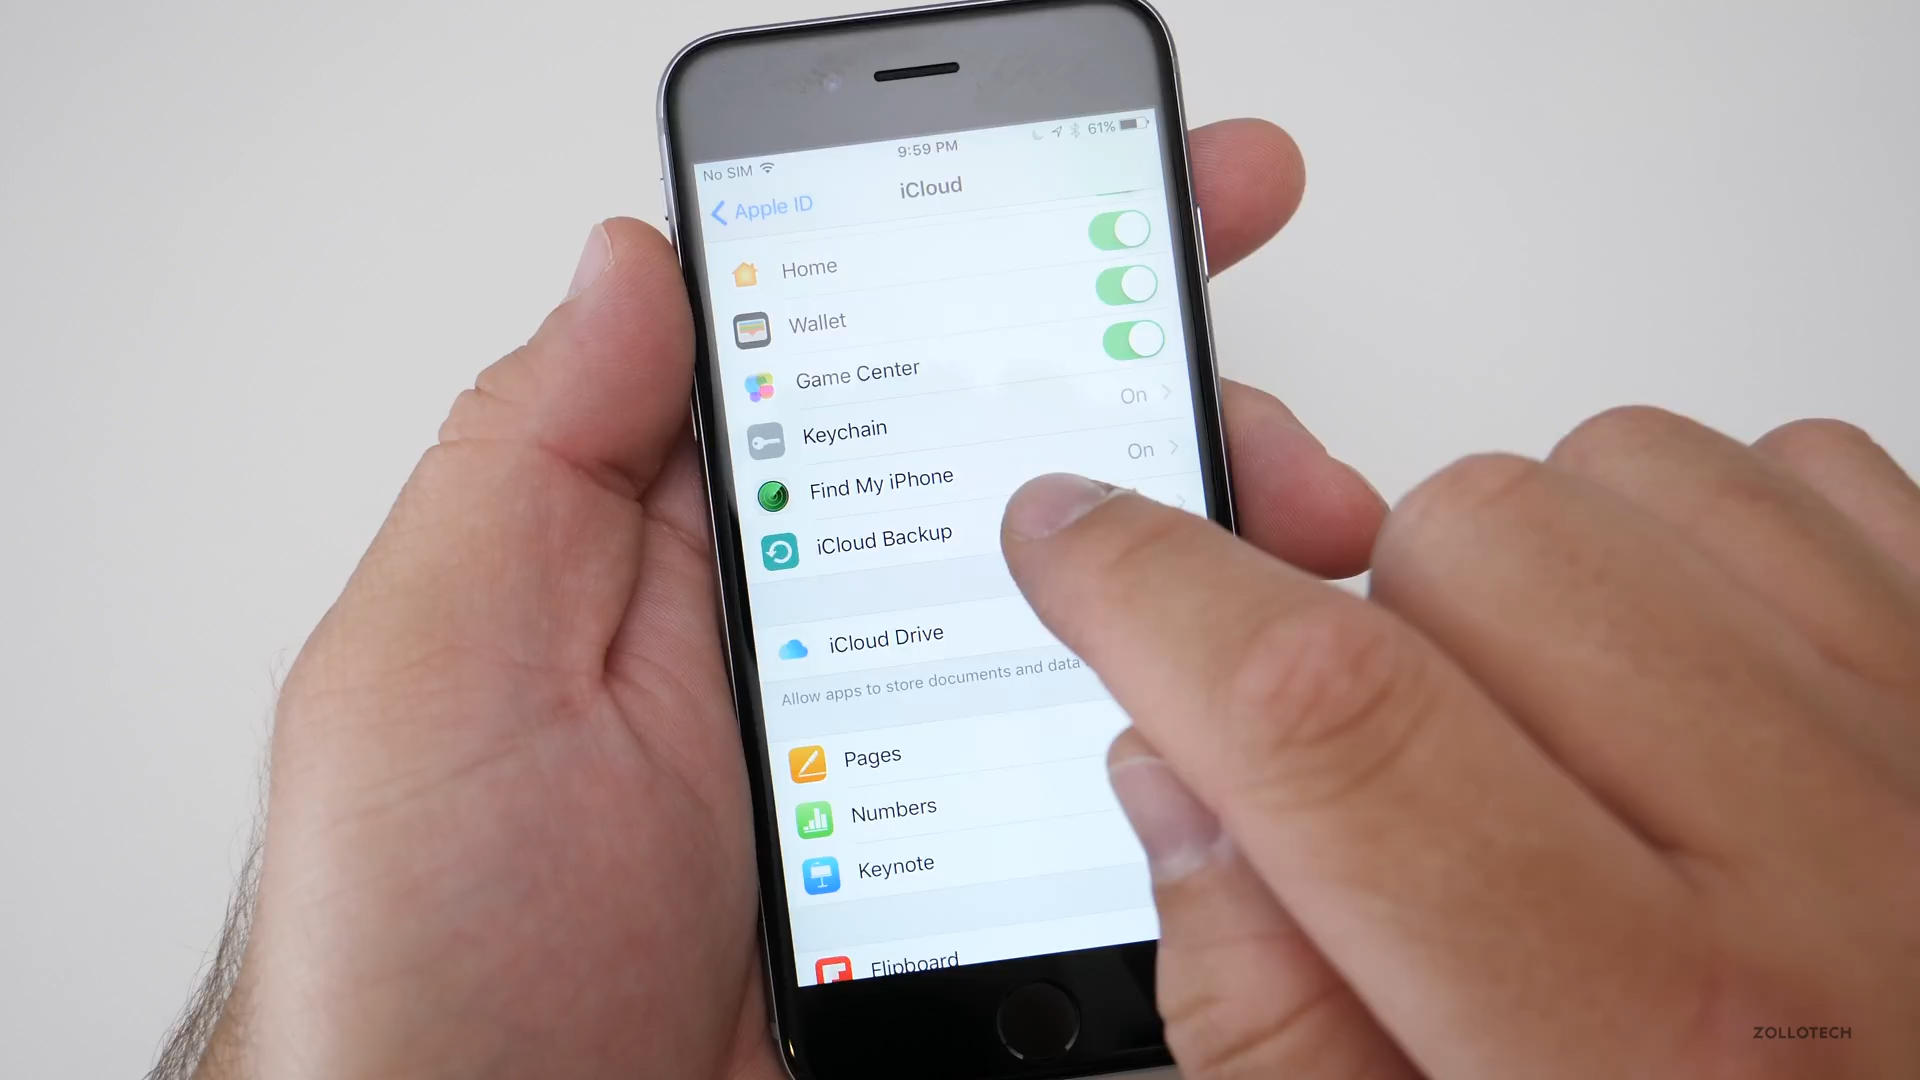 No SIM 9:59 PM 61%
Apple ID iCloud
Home
Wallet
Game Center
Keychain On
Find My iPhone On
iCloud Backup
iCloud Drive
Allow apps to store documents and data
Pages
Numbers
Keynote
Flipboard
ZOLLOTECH